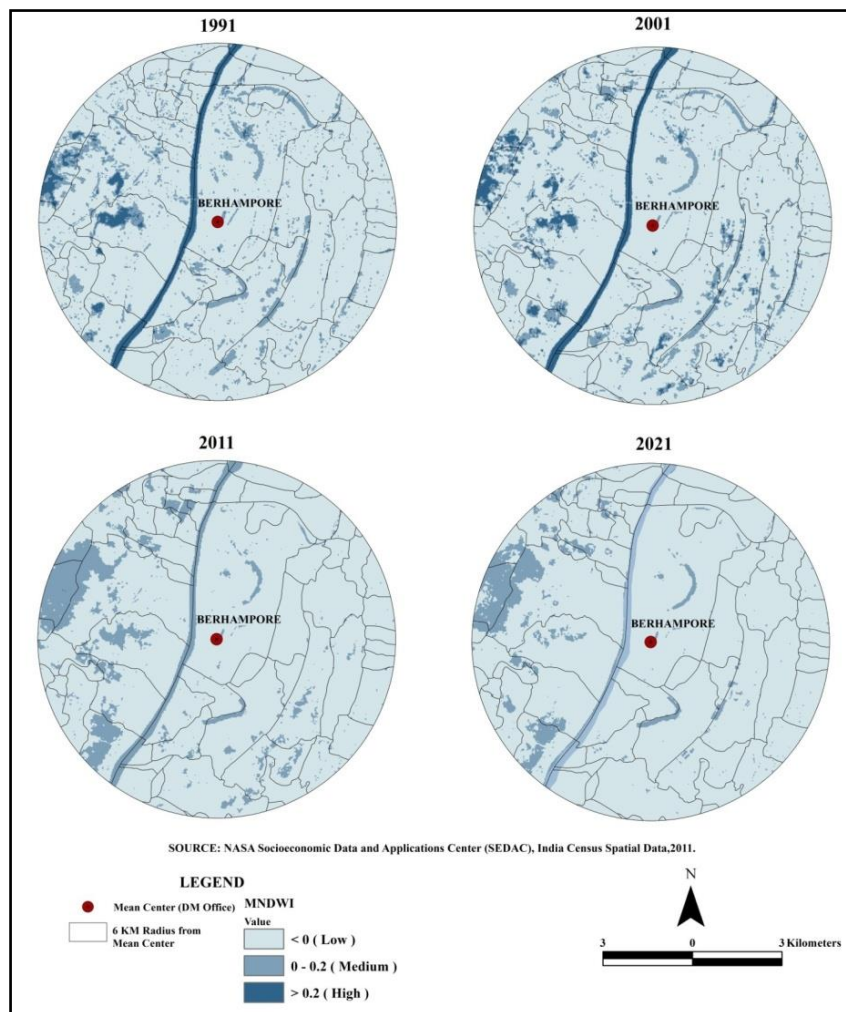 1991
2001
BERHAMPORE
BERHAMPORE
2011
2021
BERHAMPORE
BERHAMPORE
SOURCE: NASA Socioeconomic Data and Applications Center (SEDAC), India Census Spatial Data,2011.
LEGEND
Mean Center (DM Office)
6 KM Radius from
Mean Center
MNDWI
Value
< 0 ( Low )
0 - 0.2 ( Medium )
> 0.2 ( High )
N
3 0 3 Kilometers